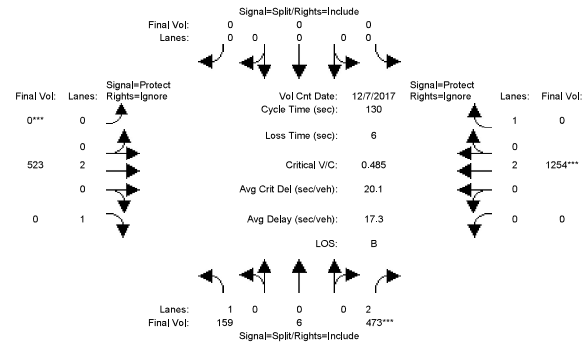 Signal=Split/Rights=Include
Final Vol: 0 0 0
Lanes: 0 0 0 0 0
Signal=Protect Signal=Protect
Final Vol: Lanes: Rights=Ignore Vol Cnt Date: 12/7/2017 Rights=Ignore Lanes: Final Vol:
Cycle Time (sec): 130
0*** 0 1 0
Loss Time (sec): 6
0 0
523 2 Critical V/C: 0.485 2 1254***
0 Avg Crit Del (sec/veh): 20.1 0
0 1 Avg Delay (sec/veh): 17.3 0 0
LOS: B
Lanes: 1 0 0 0 2
Final Vol: 159 6 473***
Signal=Split/Rights=Include